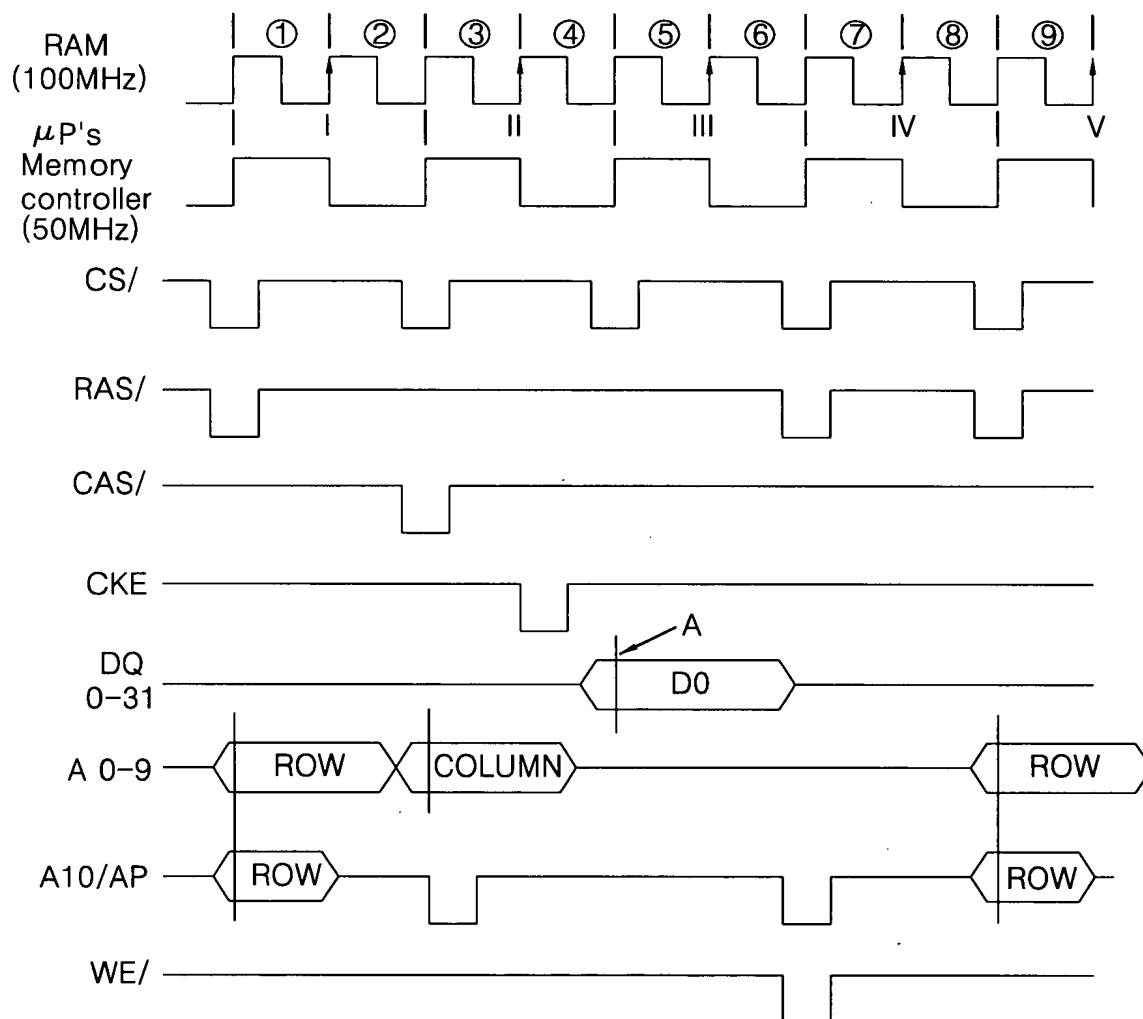 ① ② ③ ④ ⑤ ⑥ ⑦ ⑧ ⑨
RAM
(100MHz)
I II III IV V
μP's
Memory
controller
(50MHz)
CS/
RAS/
CAS/
CKE
A
DQ
0-31
D0
A 0-9 ROW COLUMN ROW
A10/AP ROW ROW
WE/